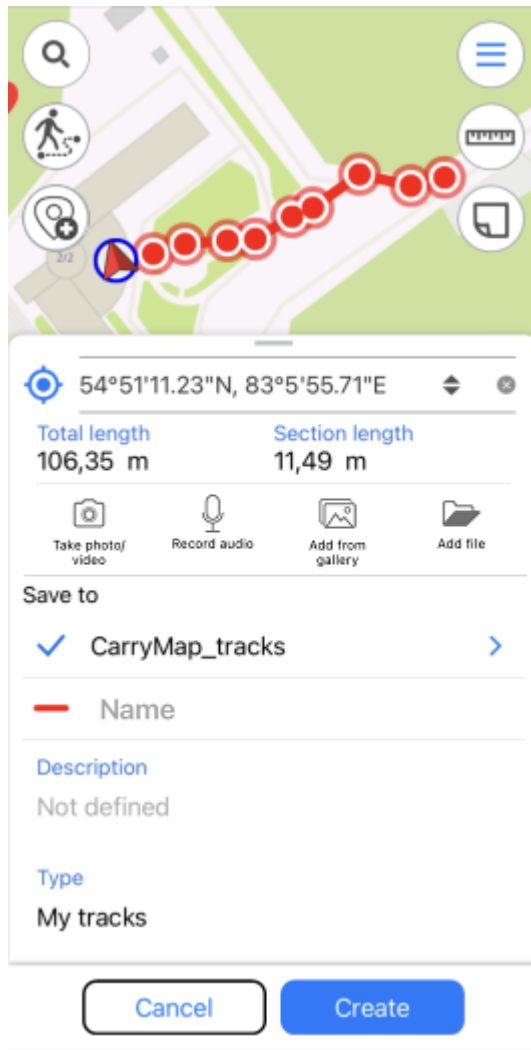 2/2
54°51'11.23"N, 83°5'55.71"E
Total length
Section length
106,35 m
11,49 m
Take photo/
video
Record audio
Add from
gallery
Add file
Save to
CarryMap_tracks
Name
Description
Not defined
Type
My tracks
Cancel
Create